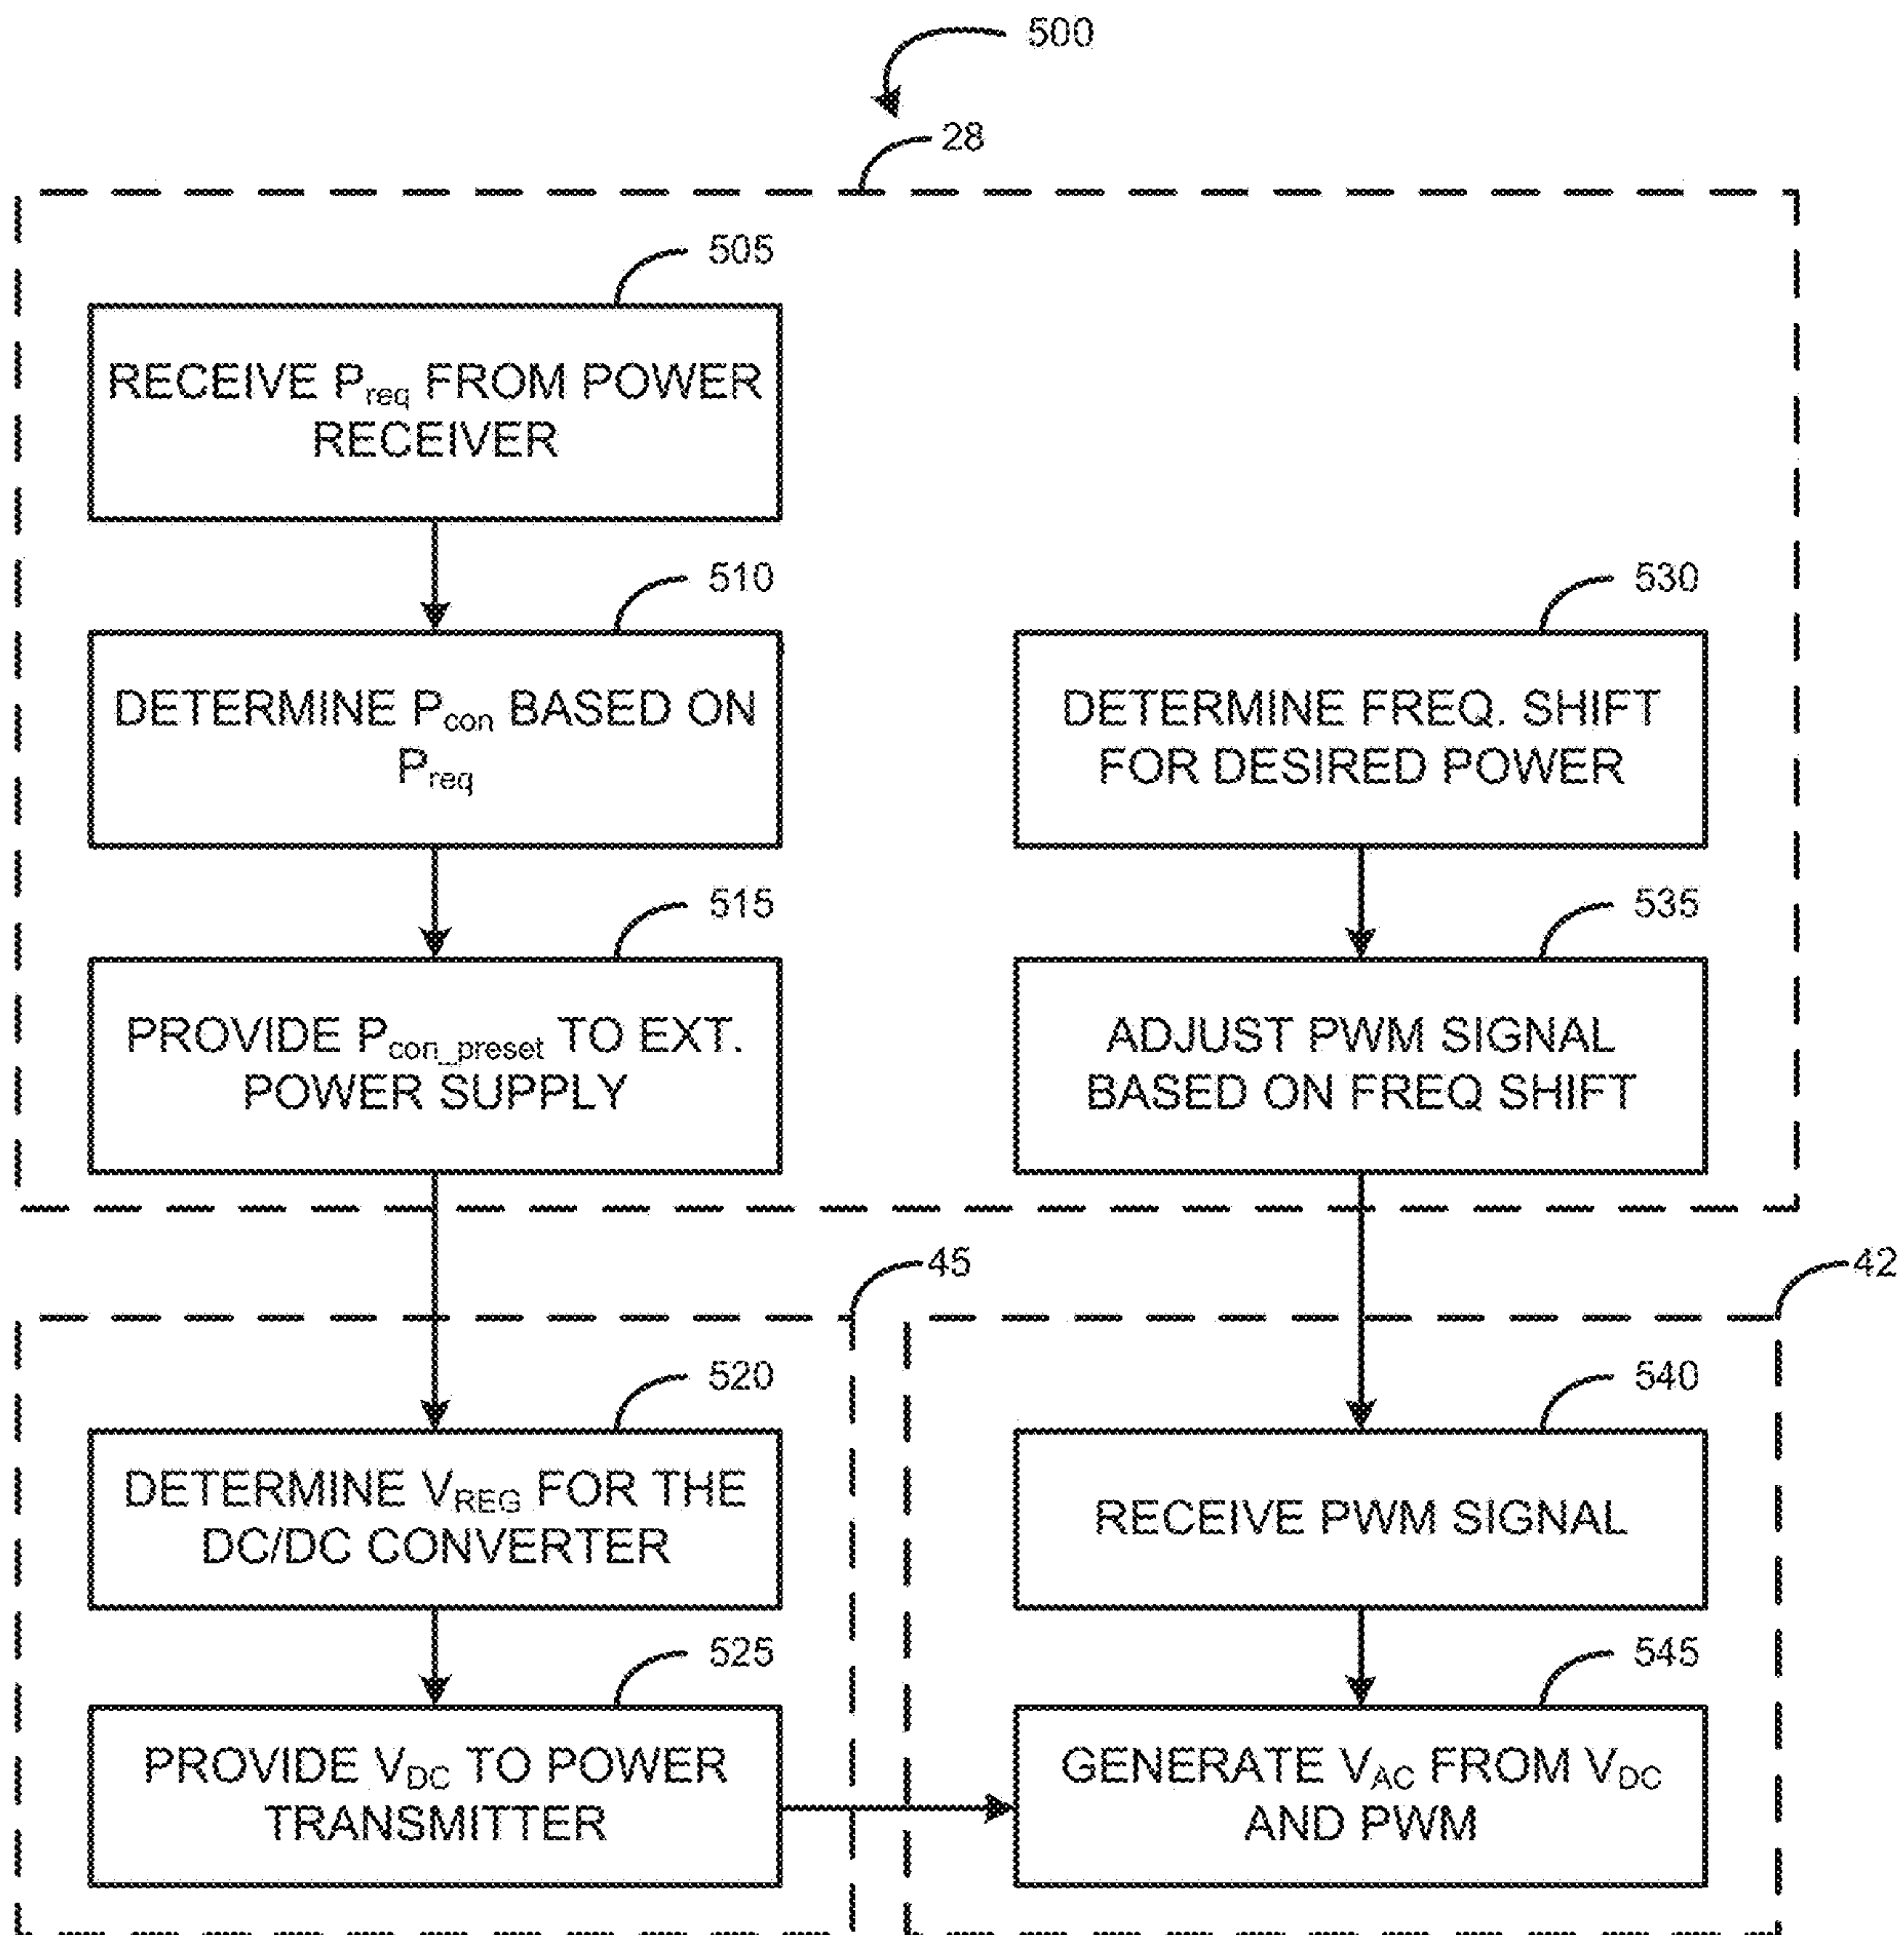 500
28
505
RECEIVE Preq FROM POWER
RECEIVER
510
DETERMINE Pcon BASED ON
Preq
515
PROVIDE Pcon_preset TO EXT.
POWER SUPPLY
530
DETERMINE FREQ. SHIFT
FOR DESIRED POWER
535
ADJUST PWM SIGNAL
BASED ON FREQ SHIFT
45
520
DETERMINE VREG FOR THE
DC/DC CONVERTER
525
PROVIDE VDC TO POWER
TRANSMITTER
42
540
RECEIVE PWM SIGNAL
545
GENERATE VAC FROM VDC
AND PWM